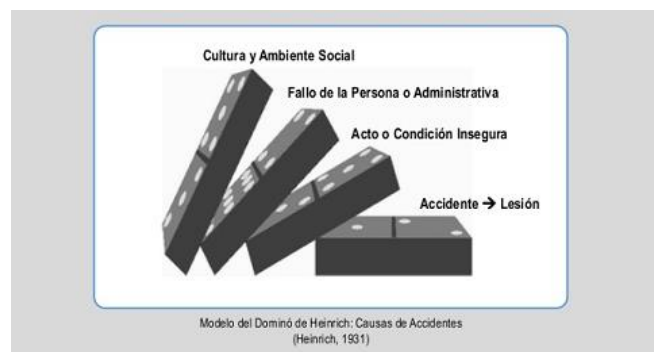 Cultura y Ambiente Social
Fallo de la Persona o Administrativa
Acto o Condición Insegura
Accidente ➔ Lesión
Modelo del Dominó de Heinrich: Causas de Accidentes
(Heinrich, 1931)